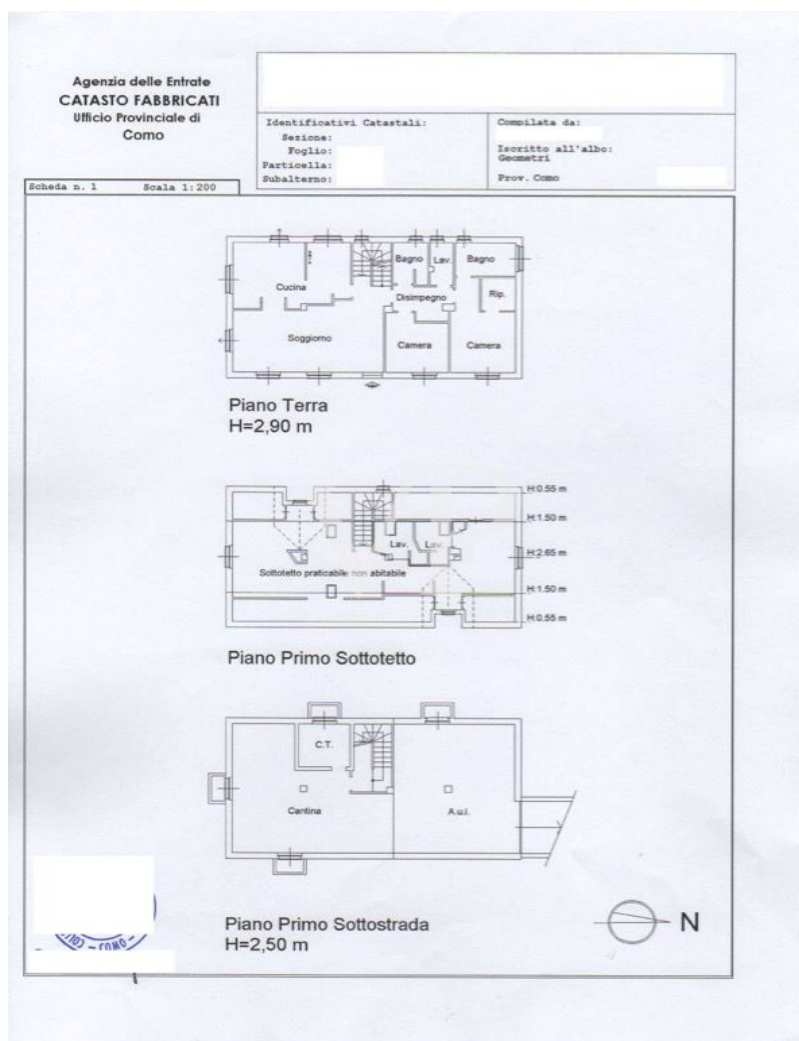 Agenzia delle Entrate
CATASTO FABBRICATI
Ufficio Provinciale di
Como
Identificativi Catastali:
Sezione:
Foglio:
Particella:
Subalterno:
Compilata da:
Iscritto all'albo:
Geometri
Prov. Como
Scheda n. 1 Scala 1:200
Bagno Lav. Bagno
Cucina
Disimpegno
Rip.
Soggiorno
Camera Camera
Piano Terra
H=2,90 m
H:0.55 m
H:1.50 m
Lav. Lav.
H:2.65 m
Sottotetto praticabile non abitabile
H:1.50 m
H:0.55 m
Piano Primo Sottotetto
C.T.
Cantina
A.u.i.
Piano Primo Sottostrada
H=2,50 m
N